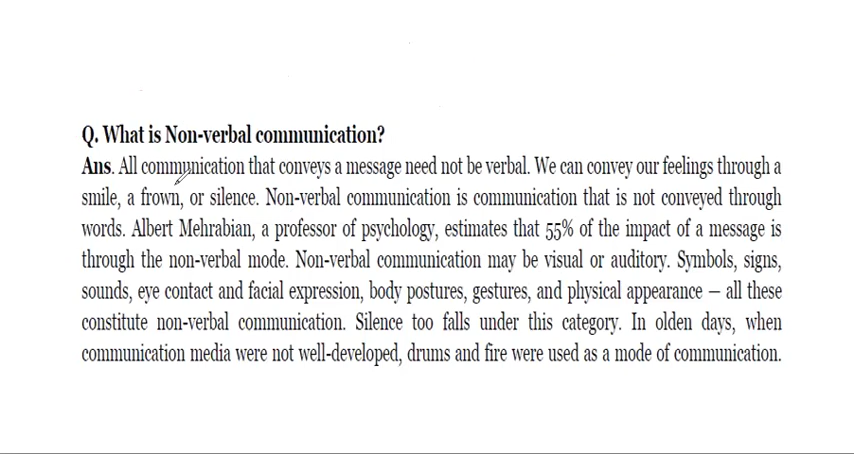 Q. What is Non-verbal communication?
Ans. All communication that conveys a message need not be verbal. We can convey our feelings through a
smile, a frown, or silence. Non-verbal communication is communication that is not conveyed through
words. Albert Mehrabian, a professor of psychology, estimates that 55% of the impact of a message is
through the non-verbal mode. Non-verbal communication may be visual or auditory. Symbols, signs,
sounds, eye contact and facial expression, body postures, gestures, and physical appearance – all these
constitute non-verbal communication. Silence too falls under this category. In olden days, when
communication media were not well-developed, drums and fire were used as a mode of communication.